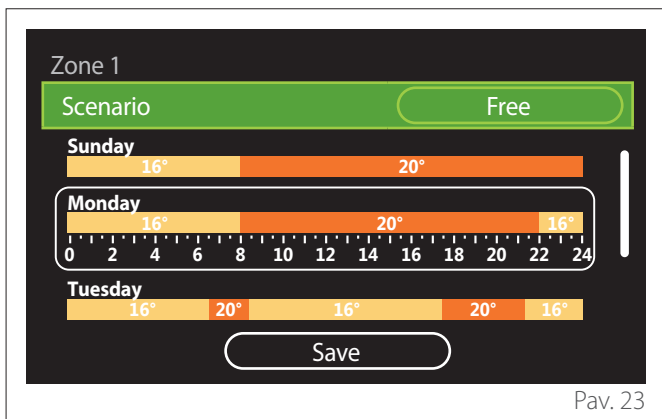 Zone 1
Scenario Free
Sunday
16° 20°
Monday
16° 20° 16°
0 2 4 6 8 10 12 14 16 18 20 22 24
Tuesday
16° 20° 16° 20° 16°
Save
Pav. 23